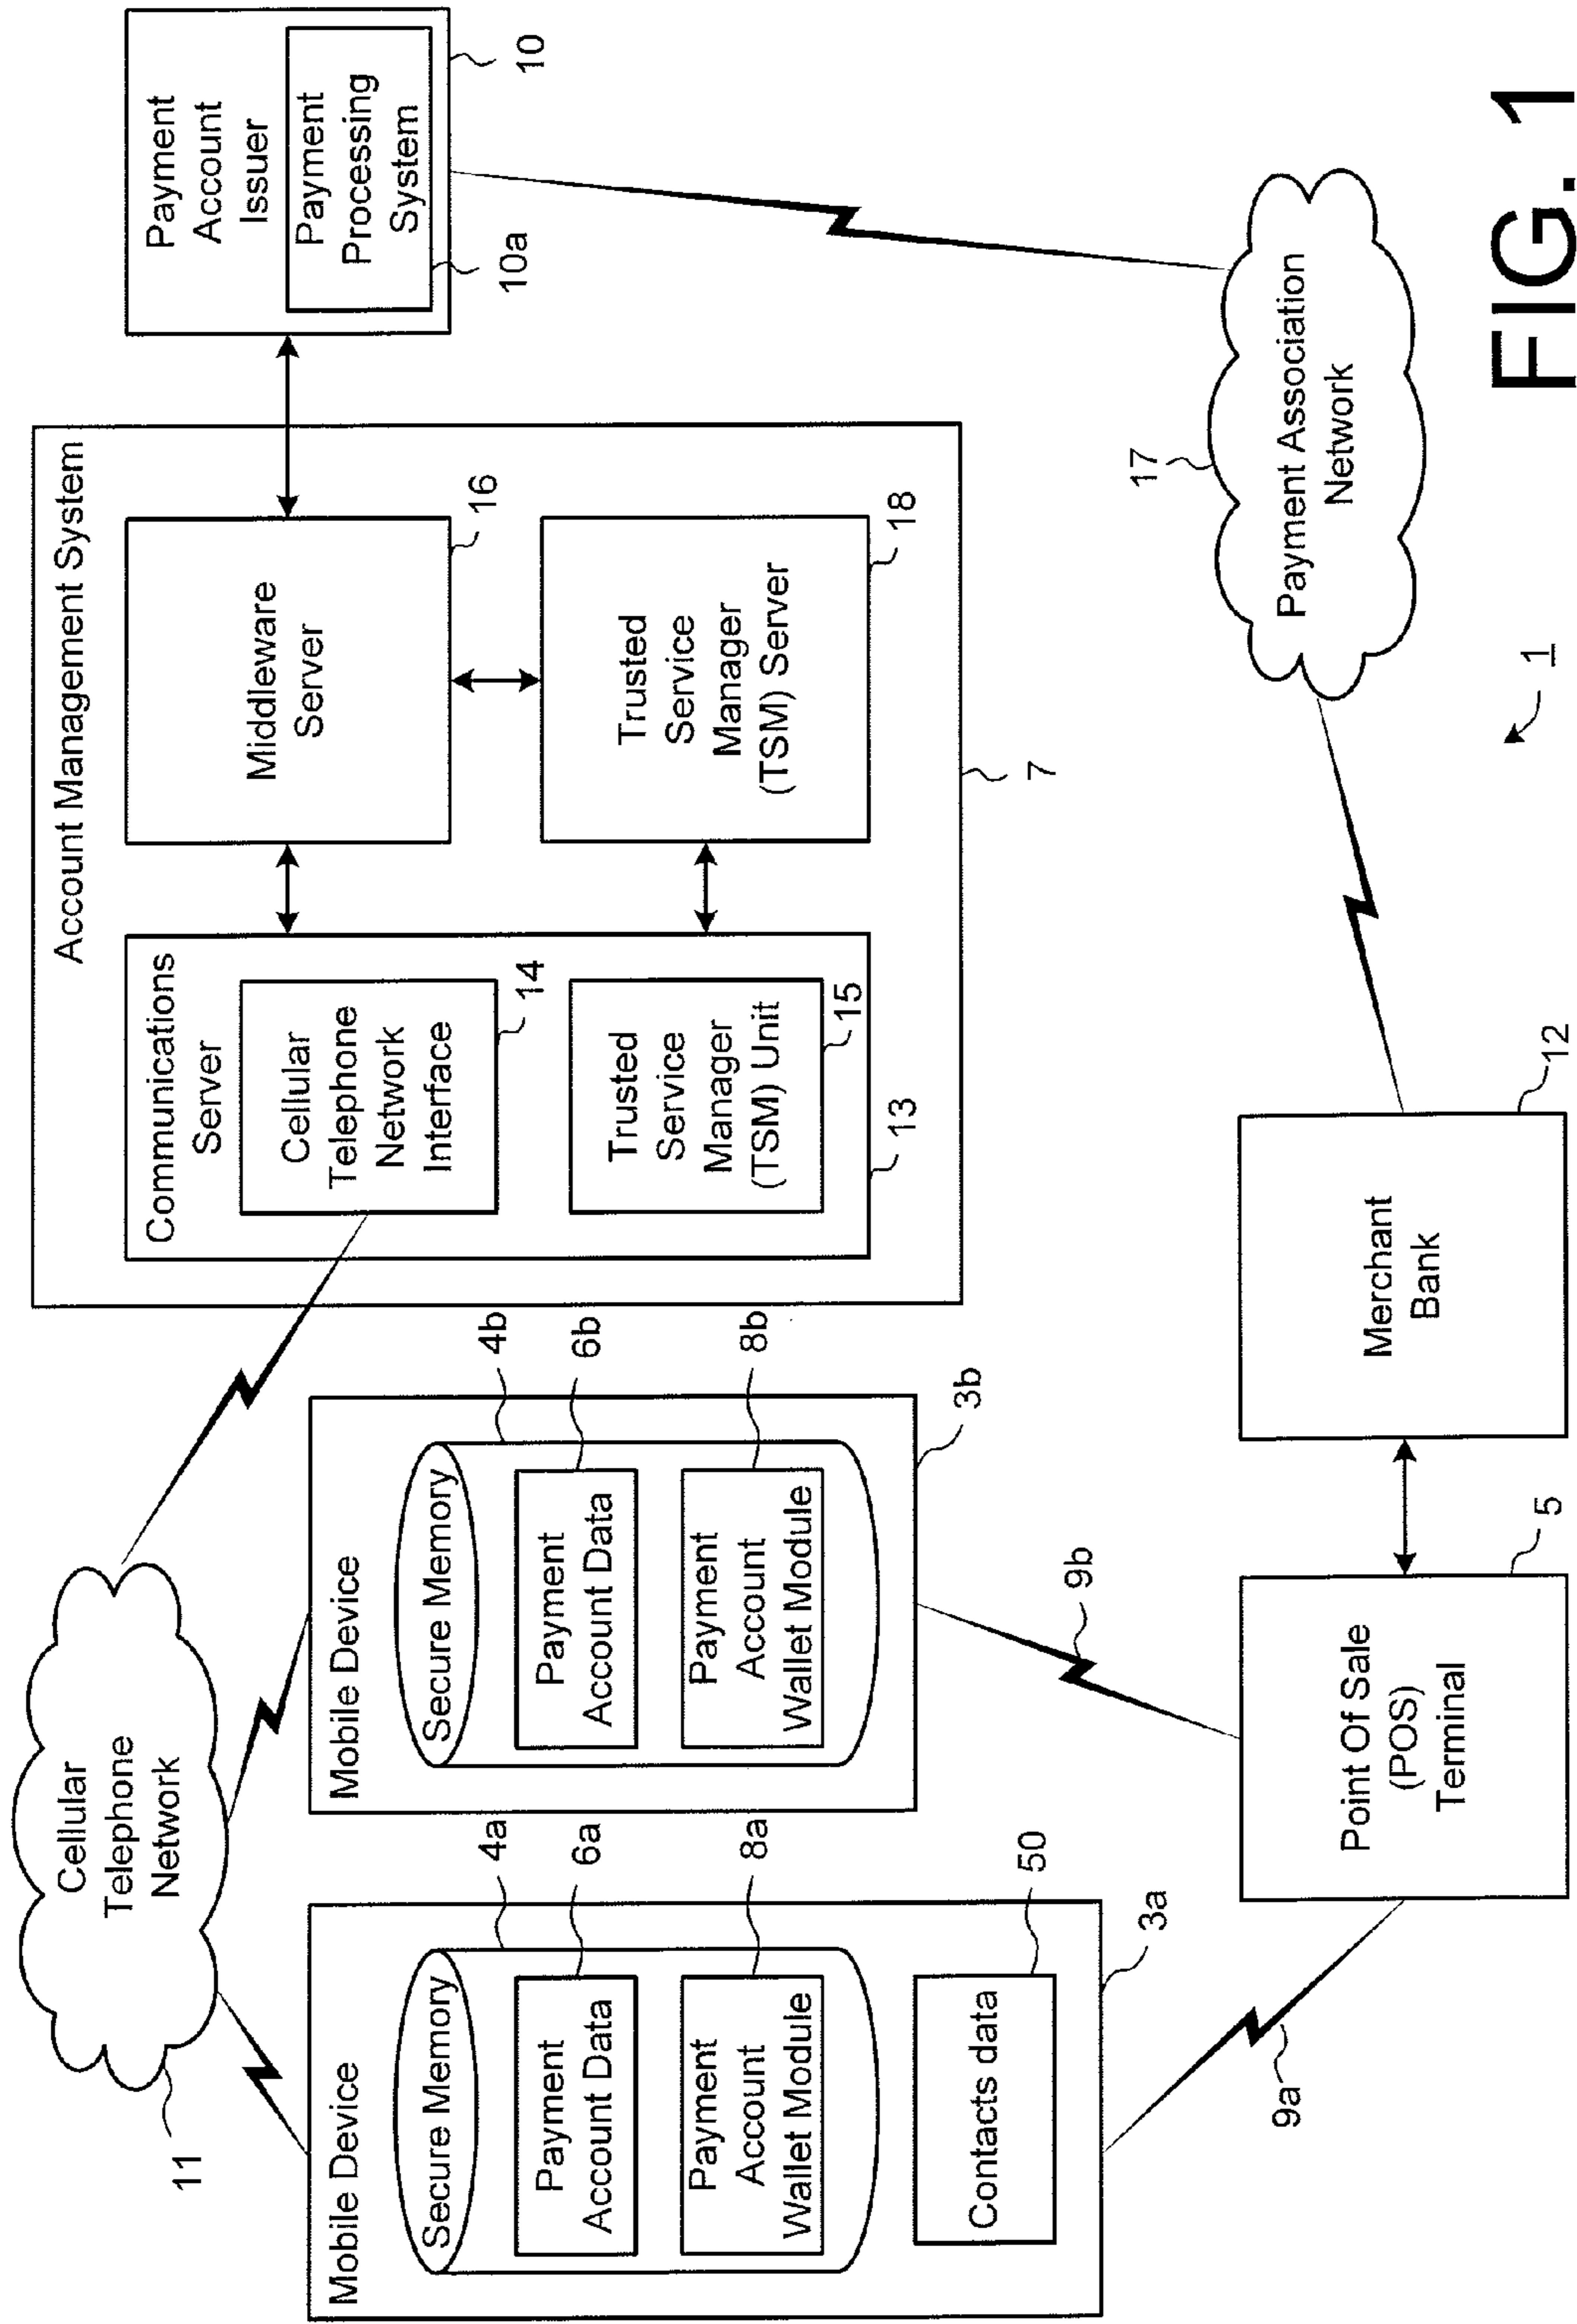 Cellular
Telephone
Network
11
Mobile Device
Secure Memory
Payment
Account Data
Payment
Account
Wallet Module
Contacts data
4a
6a
8a
50
3a
Mobile Device
Secure Memory
Payment
Account Data
Payment
Account
Wallet Module
4b
6b
8b
3b
Account Management System
Communications
Server
Cellular
Telephone
Network
Interface
14
Trusted
Service
Manager
(TSM) Unit
15
13
Middleware
Server
16
Trusted
Service
Manager
(TSM) Server
18
7
Payment
Account
Issuer
Payment
Processing
System
10a
10
9a
9b
Point Of Sale
(POS)
Terminal
5
Merchant
Bank
12
Payment Association
Network
17
1
FIG. 1